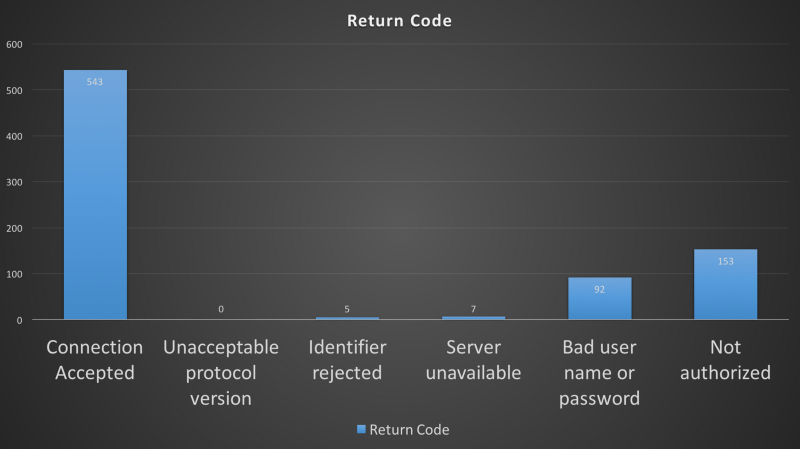 Return Code
600
500
400
300
200
100
0
543
0
5
7
92
153
Connection
Accepted
Unacceptable
protocol
version
Identifier
rejected
Server
unavailable
Bad user
name or
password
Not
authorized
Return Code